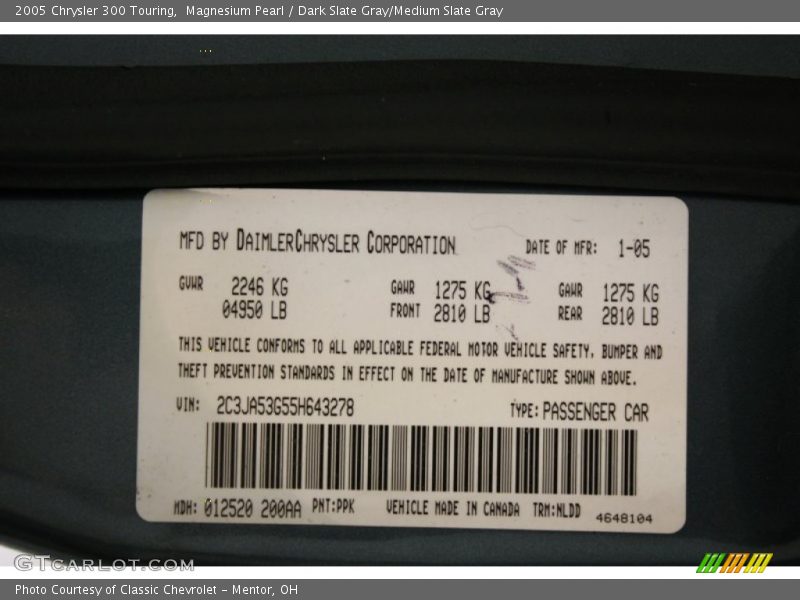 2005 Chrysler 300 Touring,  Magnesium Pearl / Dark Slate Gray/Medium Slate Gray
MFD BY DAIMLERCHRYSLER CORPORATION DATE OF MFR: 1-05
GVWR 2246 KG GAWR 1275 KG GAWR 1275 KG
04950 LB FRONT 2810 LB REAR 2810 LB
THIS VEHICLE CONFORMS TO ALL APPLICABLE FEDERAL MOTOR VEHICLE SAFETY, BUMPER AND
THEFT PREVENTION STANDARDS IN EFFECT ON THE DATE OF MANUFACTURE SHOWN ABOVE.
VIN: 2C3JA53G55H643278 TYPE: PASSENGER CAR
MDH: 012520 200AA PNT:PPK VEHICLE MADE IN CANADA TRM:NLDD 4648104
GTCARLOT.COM
Photo Courtesy of Classic Chevrolet - Mentor, OH